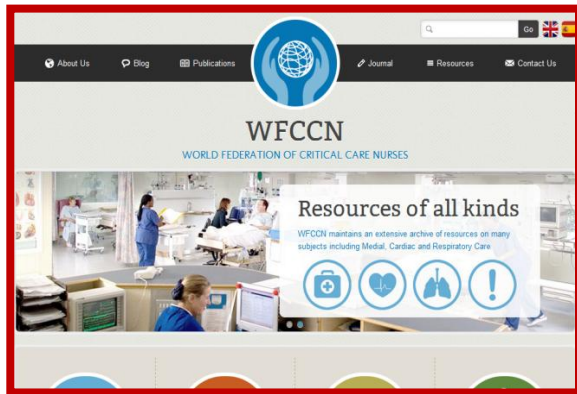 Go
About Us
Blog
Publications
Journal
Resources
Contact Us
WFCCN
WORLD FEDERATION OF CRITICAL CARE NURSES
Resources of all kinds
WFCCN maintains an extensive archive of resources on many
subjects including Medial, Cardiac and Respiratory Care